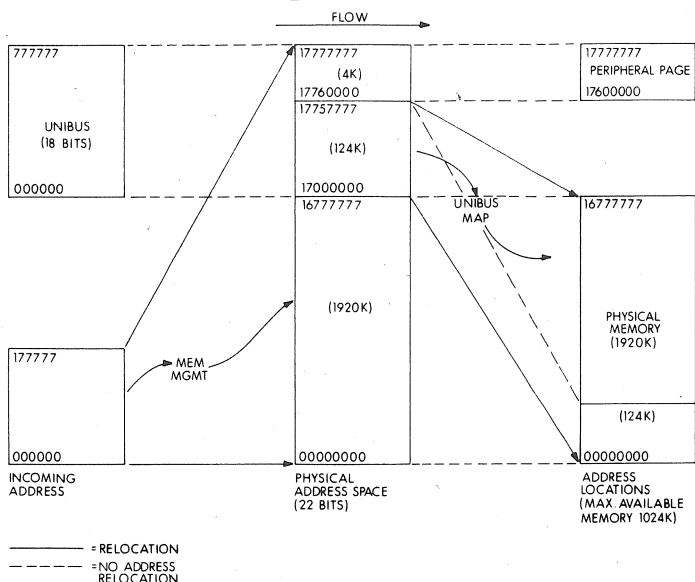 FLOW
777777
UNIBUS
(18 BITS)
000000
177777
MEM
MGMT
000000
INCOMING
ADDRESS
17777777
(4K)
17760000
17757777
(124K)
17000000
16777777
(1920K)
00000000
PHYSICAL
ADDRESS SPACE
(22 BITS)
UNIBUS
MAP
17777777
PERIPHERAL PAGE
17600000
16777777
PHYSICAL
MEMORY
(1920K)
(124K)
00000000
ADDRESS
LOCATIONS
(MAX. AVAILABLE
MEMORY 1024K)
= RELOCATION
= NO ADDRESS
RELOCATION